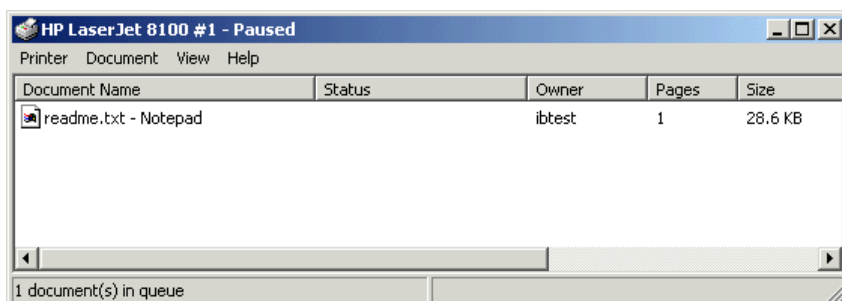 HP LaserJet 8100 #1 - Paused
Printer Document View Help
Document Name Status Owner Pages Size
readme.txt - Notepad ibtest 1 28.6 KB
1 document(s) in queue